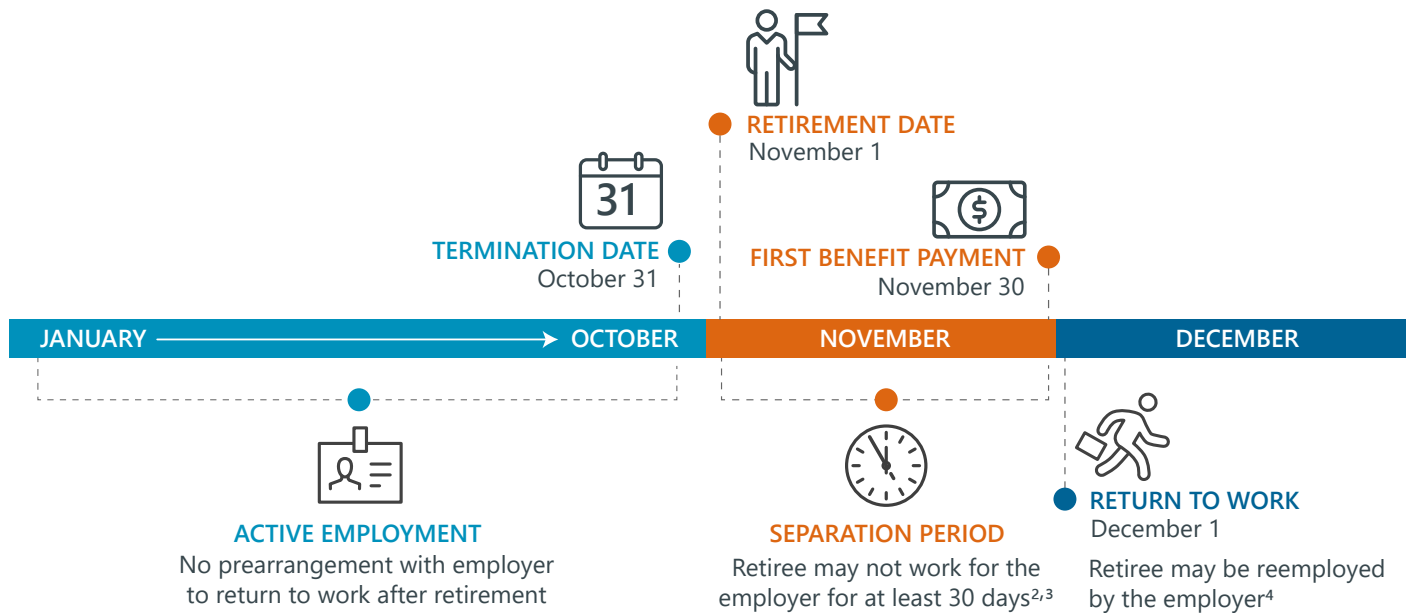 RETIREMENT DATE
November 1
31
TERMINATION DATE
October 31
$
FIRST BENEFIT PAYMENT
November 30
JANUARY
OCTOBER
NOVEMBER
DECEMBER
ACTIVE EMPLOYMENT
No prearrangement with employer
to return to work after retirement
SEPARATION PERIOD
Retiree may not work for the
employer for at least 30 days²,³
RETURN TO WORK
December 1
Retiree may be reemployed
by the employer⁴